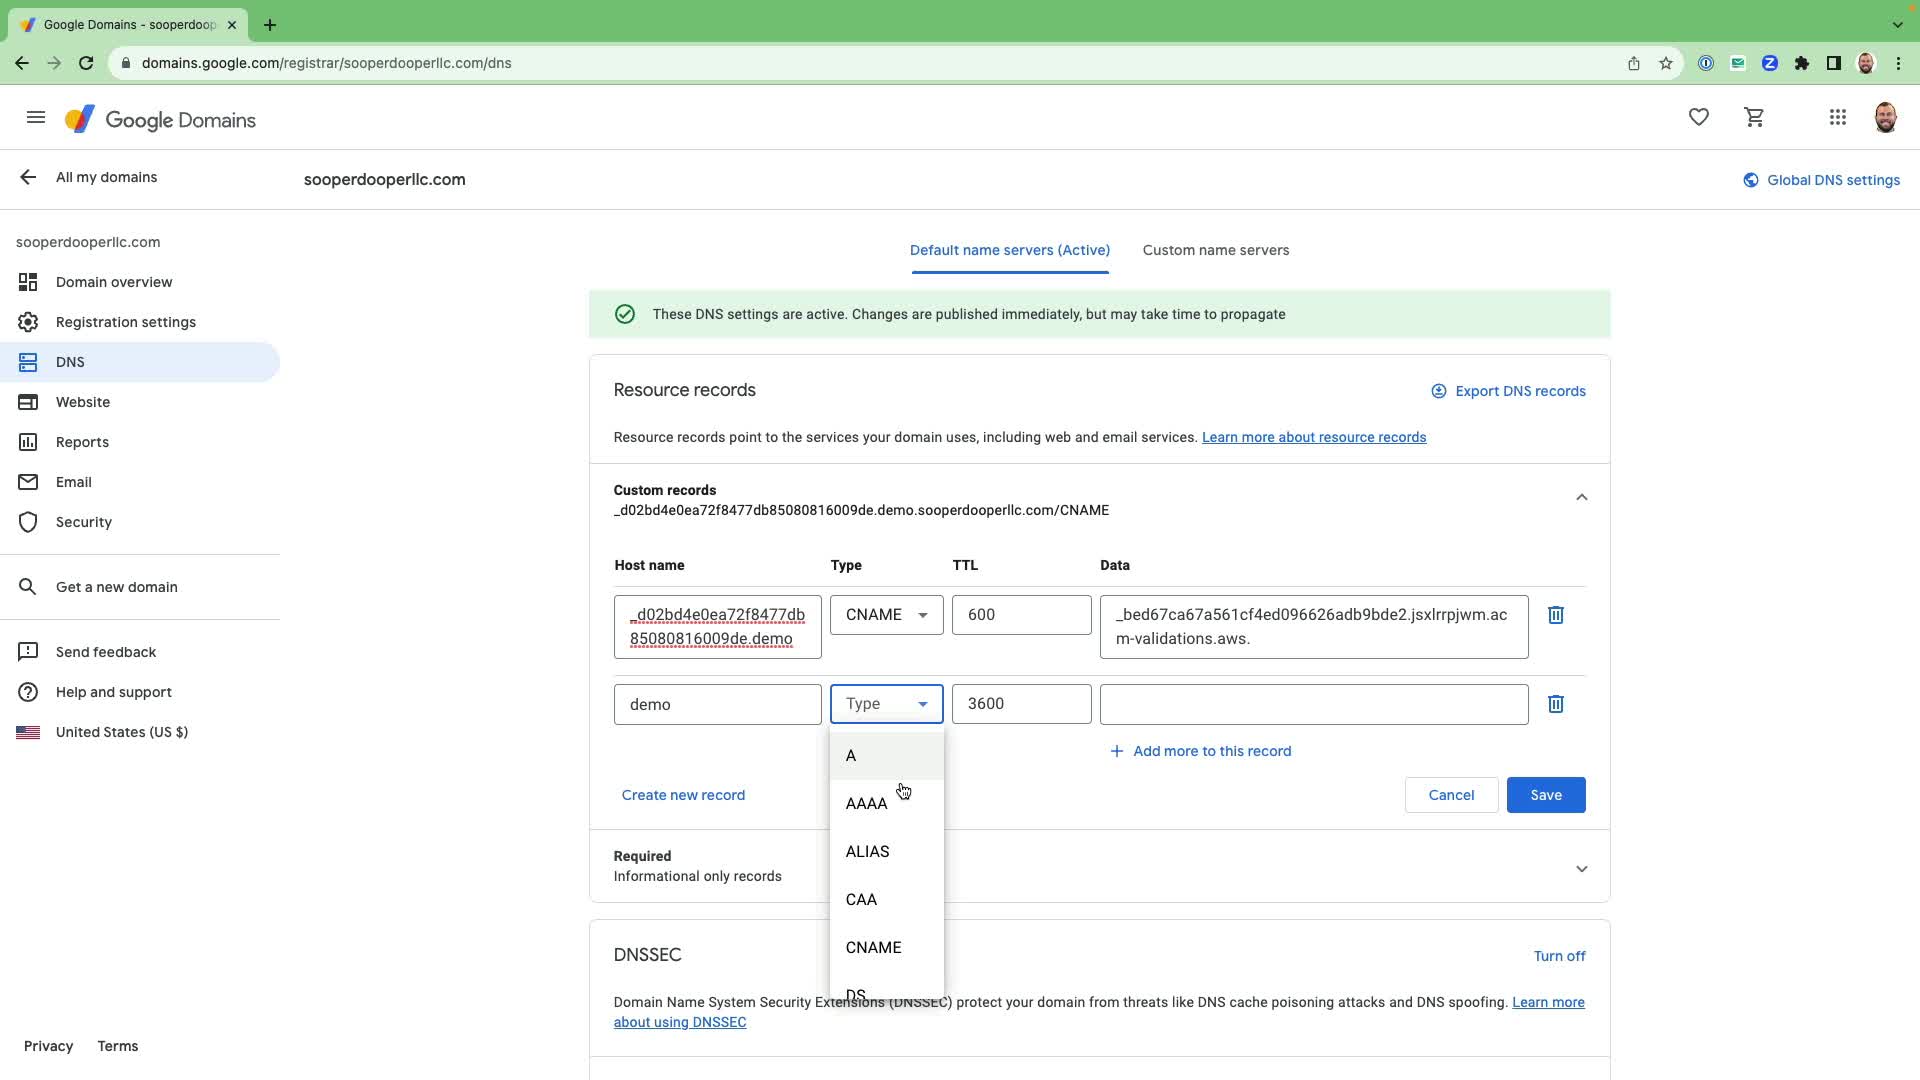 Google Domains - sooperdoop
domains.google.com/registrar/sooperdooperllc.com/dns
Google Domains
All my domains
sooperdooperllc.com
Global DNS settings
sooperdooperllc.com
Domain overview
Registration settings
DNS
Website
Reports
Email
Security
Get a new domain
Send feedback
Help and support
United States (US $)
Privacy
Terms
Default name servers (Active)
Custom name servers
These DNS settings are active. Changes are published immediately, but may take time to propagate
Resource records
Export DNS records
Resource records point to the services your domain uses, including web and email services. Learn more about resource records
Custom records
_d02bd4e0ea72f8477db85080816009de.demo.sooperdooperllc.com/CNAME
Host name
Type
TTL
Data
_d02bd4e0ea72f8477db
85080816009de.demo
CNAME
600
_bed67ca67a561cf4ed096626adb9bde2.jsxlrrpjwm.ac
m-validations.aws.
demo
Type
3600
A
AAAA
ALIAS
CAA
CNAME
DS
Add more to this record
Create new record
Cancel
Save
Required
Informational only records
DNSSEC
Turn off
Domain Name System Security Extensions (DNSSEC) protect your domain from threats like DNS cache poisoning attacks and DNS spoofing. Learn more
about using DNSSEC